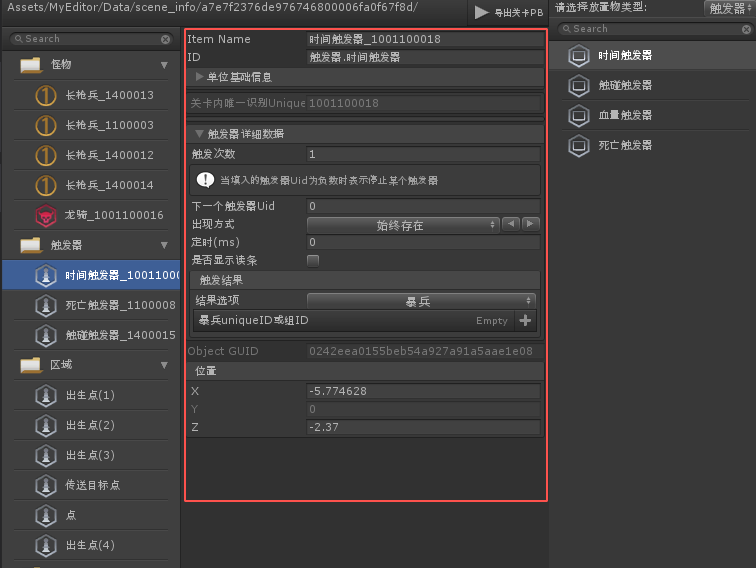 Assets/MyEditor/Data/scene_info/a7e7f2376de976746800006fa0f67f8d/
导出关卡PB
Search
怪物
长枪兵_1400013
长枪兵_1100003
长枪兵_1400012
长枪兵_1400014
龙骑_1001100016
触发器
时间触发器_1001100
死亡触发器_1100008
触碰触发器_1400015
区域
出生点(1)
出生点(2)
出生点(3)
传送目标点
点
出生点(4)
Item Name 时间触发器_1001100018
ID 触发器.时间触发器
单位基础信息
关卡内唯一识别Unique 1001100018
触发器详细数据
触发次数 1
当填入的触发器Uid为负数时表示停止某个触发器
下一个触发器Uid 0
出现方式 始终存在
定时(ms) 0
是否显示读条
触发结果
结果选项 暴兵
暴兵uniqueID或组ID Empty
Object GUID 0242eea0155beb54a927a91a5aae1e08
位置
X -5.774628
Y 0
Z -2.37
请选择放置物类型: 触发器
Search
时间触发器
触碰触发器
血量触发器
死亡触发器